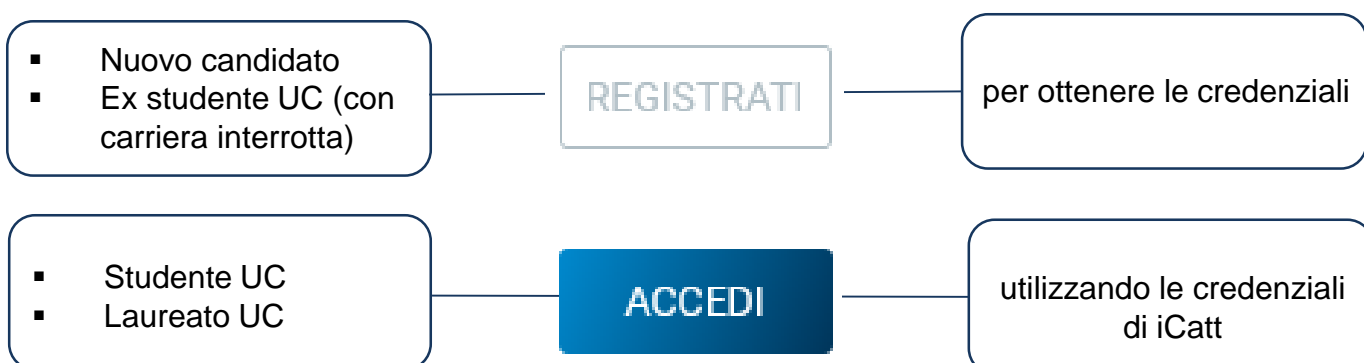 ▪ Nuovo candidato
▪ Ex studente UC (con
carriera interrotta)
REGISTRATI
per ottenere le credenziali
▪ Studente UC
▪ Laureato UC
ACCEDI
utilizzando le credenziali
di iCatt